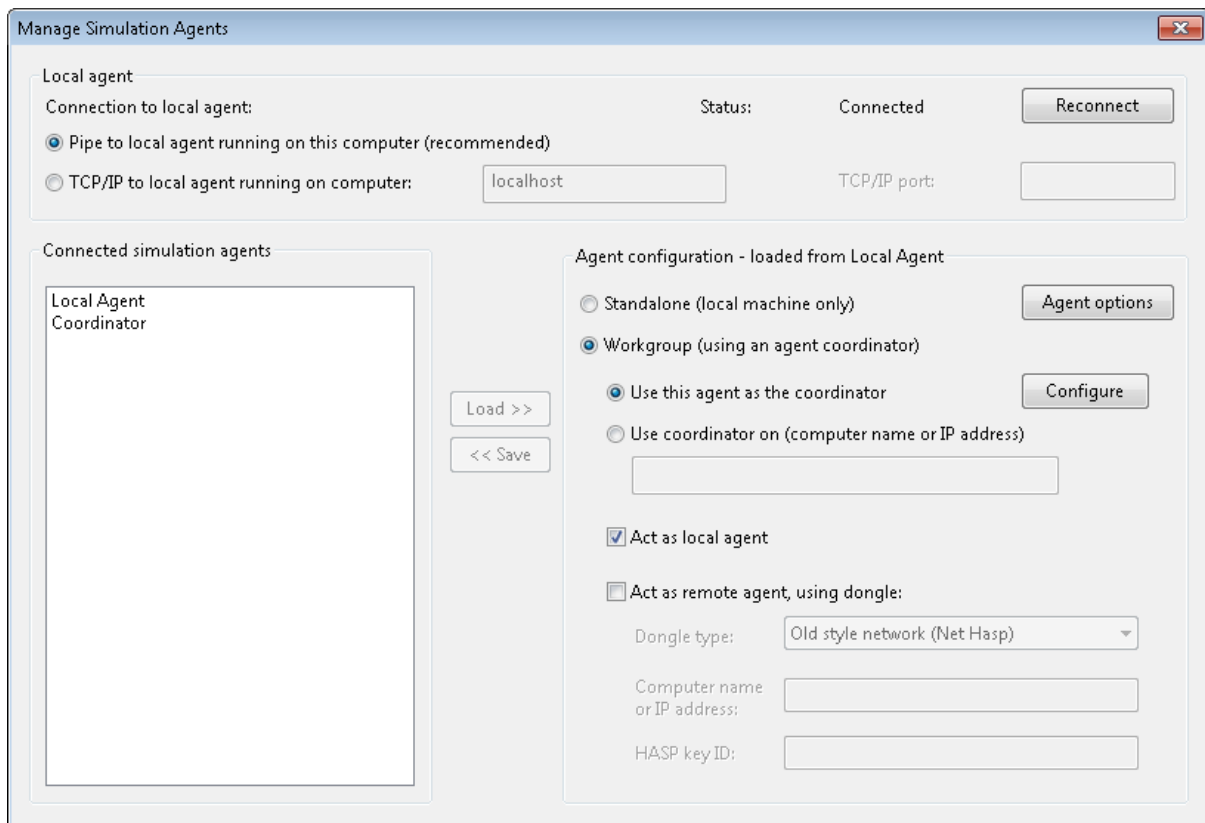 Manage Simulation Agents
Local agent
Connection to local agent: Status: Connected Reconnect
Pipe to local agent running on this computer (recommended)
TCP/IP to local agent running on computer: localhost TCP/IP port:
Connected simulation agents
Local Agent
Coordinator
Load >>
<< Save
Agent configuration - loaded from Local Agent
Standalone (local machine only) Agent options
Workgroup (using an agent coordinator)
Use this agent as the coordinator Configure
Use coordinator on (computer name or IP address)
Act as local agent
Act as remote agent, using dongle:
Dongle type: Old style network (Net Hasp)
Computer name
or IP address:
HASP key ID: